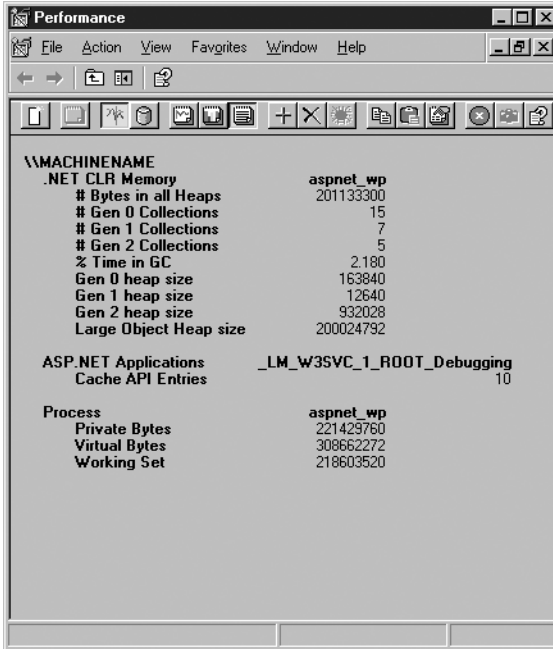 Performance
File Action View Favorites Window Help
\\MACHINENAME
.NET CLR Memory aspnet_wp
# Bytes in all Heaps 201133300
# Gen 0 Collections 15
# Gen 1 Collections 7
# Gen 2 Collections 5
% Time in GC 2.180
Gen 0 heap size 163840
Gen 1 heap size 12640
Gen 2 heap size 932028
Large Object Heap size 200024792
ASP.NET Applications _LM_W3SVC_1_ROOT_Debugging
Cache API Entries 10
Process aspnet_wp
Private Bytes 221429760
Virtual Bytes 308662272
Working Set 218603520